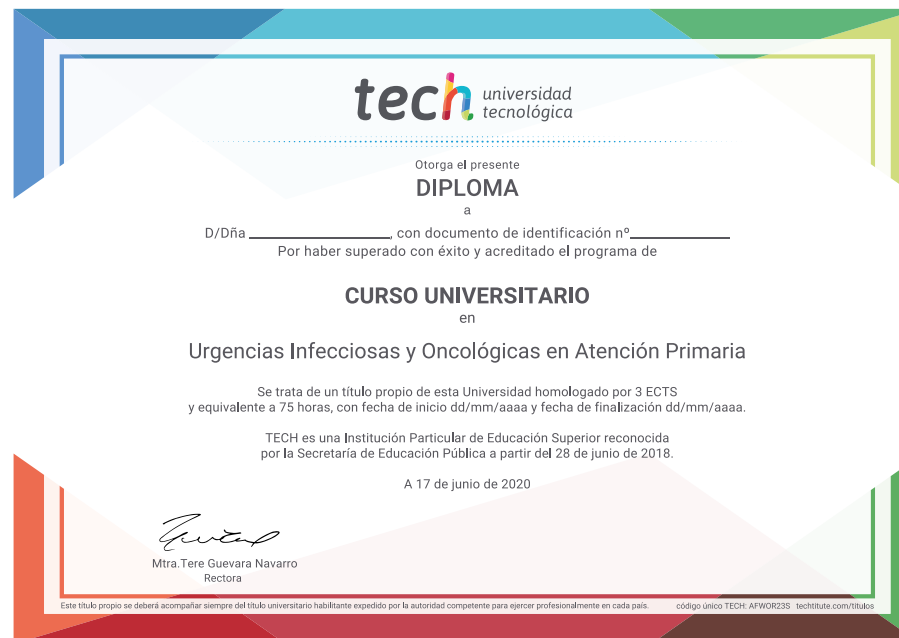 tech universidad
tecnológica
Otorga el presente
DIPLOMA
a
D/Dña ____________________, con documento de identificación nº______________
Por haber superado con éxito y acreditado el programa de
CURSO UNIVERSITARIO
en
Urgencias Infecciosas y Oncológicas en Atención Primaria
Se trata de un título propio de esta Universidad homologado por 3 ECTS
y equivalente a 75 horas, con fecha de inicio dd/mm/aaaa y fecha de finalización dd/mm/aaaa.
TECH es una Institución Particular de Educación Superior reconocida
por la Secretaría de Educación Pública a partir del 28 de junio de 2018.
A 17 de junio de 2020
Mtra.Tere Guevara Navarro
Rectora
Este título propio se deberá acompañar siempre del título universitario habilitante expedido por la autoridad competente para ejercer profesionalmente en cada país. código único TECH: AFWOR23S techtitute.com/titulos